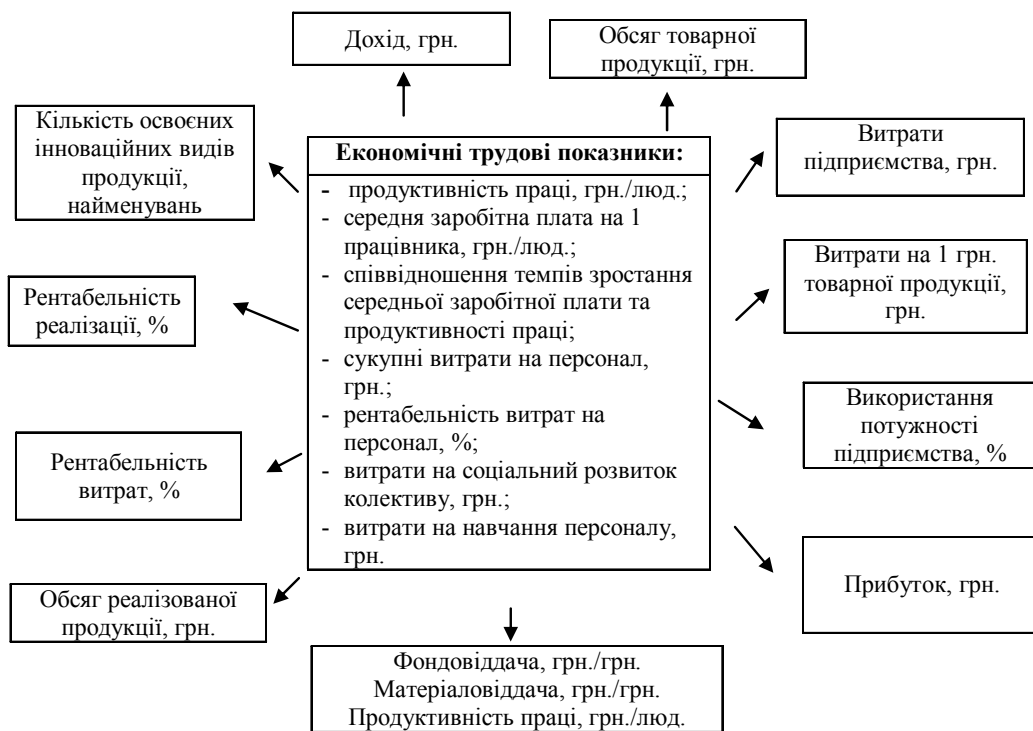 Дохід, грн.
Обсяг товарної
продукції, грн.
Кількість освоєних
інноваційних видів
продукції,
найменувань
Економічні трудові показники:
- продуктивність праці, грн./люд.;
- середня заробітна плата на 1
працівника, грн./люд.;
- співвідношення темпів зростання
середньої заробітної плати та
продуктивності праці;
- сукупні витрати на персонал,
грн.;
- рентабельність витрат на
персонал, %;
- витрати на соціальний розвиток
колективу, грн.;
- витрати на навчання персоналу,
грн.
Витрати
підприємства, грн.
Витрати на 1 грн.
товарної продукції,
грн.
Рентабельність
реалізації, %
Використання
потужності
підприємства, %
Рентабельність
витрат, %
Прибуток, грн.
Обсяг реалізованої
продукції, грн.
Фондовіддача, грн./грн.
Матеріаловіддача, грн./грн.
Продуктивність праці, грн./люд.